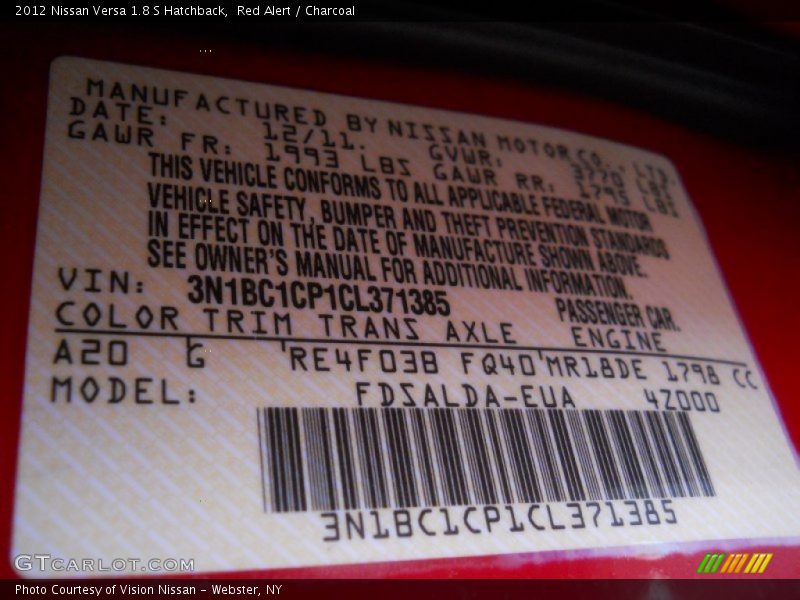 2012 Nissan Versa 1.8 S Hatchback,  Red Alert / Charcoal
MANUFACTURED BY NISSAN MOTOR CO., LTD.
DATE: 12/11. GVWR: 3770 LBS
GAWR FR: 1993 LBS GAWR RR: 1795 LBS
THIS VEHICLE CONFORMS TO ALL APPLICABLE FEDERAL MOTOR
VEHICLE SAFETY, BUMPER AND THEFT PREVENTION STANDARDS
IN EFFECT ON THE DATE OF MANUFACTURE SHOWN ABOVE.
SEE OWNER'S MANUAL FOR ADDITIONAL INFORMATION.
VIN: 3N1BC1CP1CL371385 PASSENGER CAR.
COLOR TRIM TRANS AXLE ENGINE
A20 G RE4F03B FQ40 MR18DE 1798 CC
MODEL: FDSALDA-EUA 4Z000
3N1BC1CP1CL371385
GTCARLOT.COM
Photo Courtesy of Vision Nissan - Webster, NY